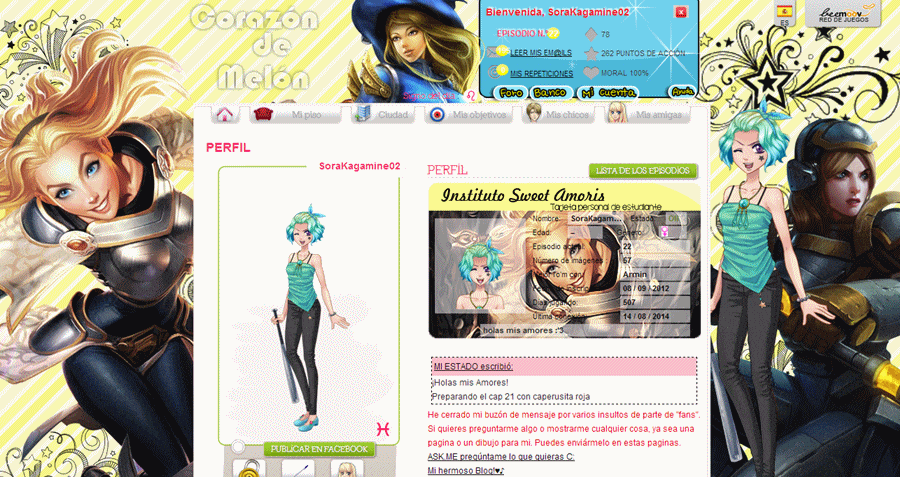 Corazón
de
Melón
Bienvenida, SoraKagamine02
EPISODIO N.º22
78
LEER MIS EM@ILS
262 PUNTOS DE ACCIÓN
MIS REPETICIONES
MORAL 100%
Foro Banco Mi cuenta
Ayuda
ES
beemoov
RED DE JUEGOS
Mi piso
Ciudad
Mis objetivos
Mis chicos
Mis amigas
PERFIL
SoraKagamine02
PERFÍL
LISTA DE LOS EPISODIOS
Instituto Sweet Amoris
Tarjeta personal de estudiante
Nombre: SoraKagam... Estado:
Edad: - Género:
Episodio actual: 22
Número de imágenes: 57
Armin
08 / 09 / 2012
Días jugando: 507
Última conexión: 14 / 08 / 2014
holas mis amores :'3
MI ESTADO escribió:
¡Holas mis Amores!
Preparando el cap 21 con caperusita roja
He cerrado mi buzón de mensaje por varios insultos de parte de "fans".
Si quieres preguntarme algo o mostrarme cualquier cosa, ya sea una
pagina o un dibujo para mi. Puedes enviármelo en estas paginas.
ASK.ME pregúntame lo que quieras C:
Mi hermoso Blog!♥♪
PUBLICAR EN FACEBOOK